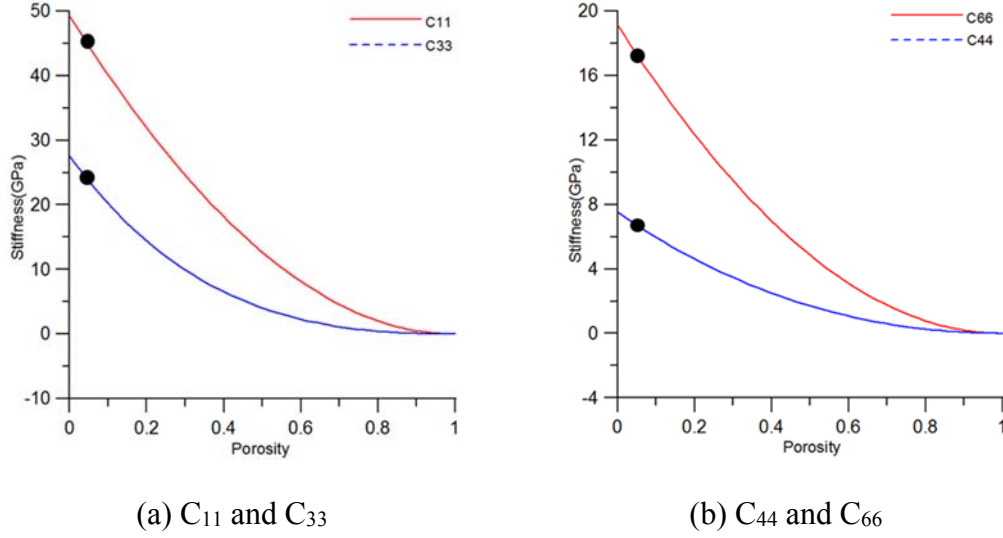 50
40
30
20
10
0
-10
Stiffness(GPa)
0 0.2 0.4 0.6 0.8 1
Porosity
C11
C33
(a) C₁₁ and C₃₃
20
16
12
8
4
0
-4
Stiffness(GPa)
0 0.2 0.4 0.6 0.8 1
Porosity
C66
C44
(b) C₄₄ and C₆₆